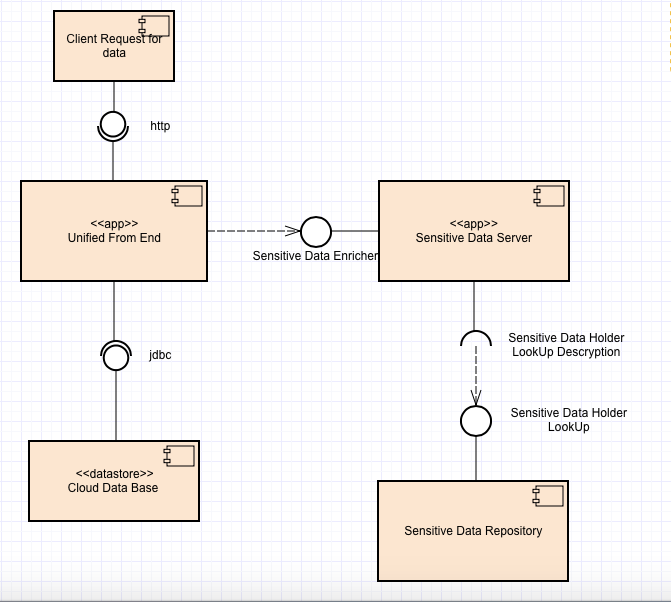 Client Request for
data
http
<<app>>
Unified From End
<<app>>
Sensitive Data Server
Sensitive Data Enricher
jdbc
Sensitive Data Holder
LookUp Descryption
Sensitive Data Holder
LookUp
<<datastore>>
Cloud Data Base
Sensitive Data Repository